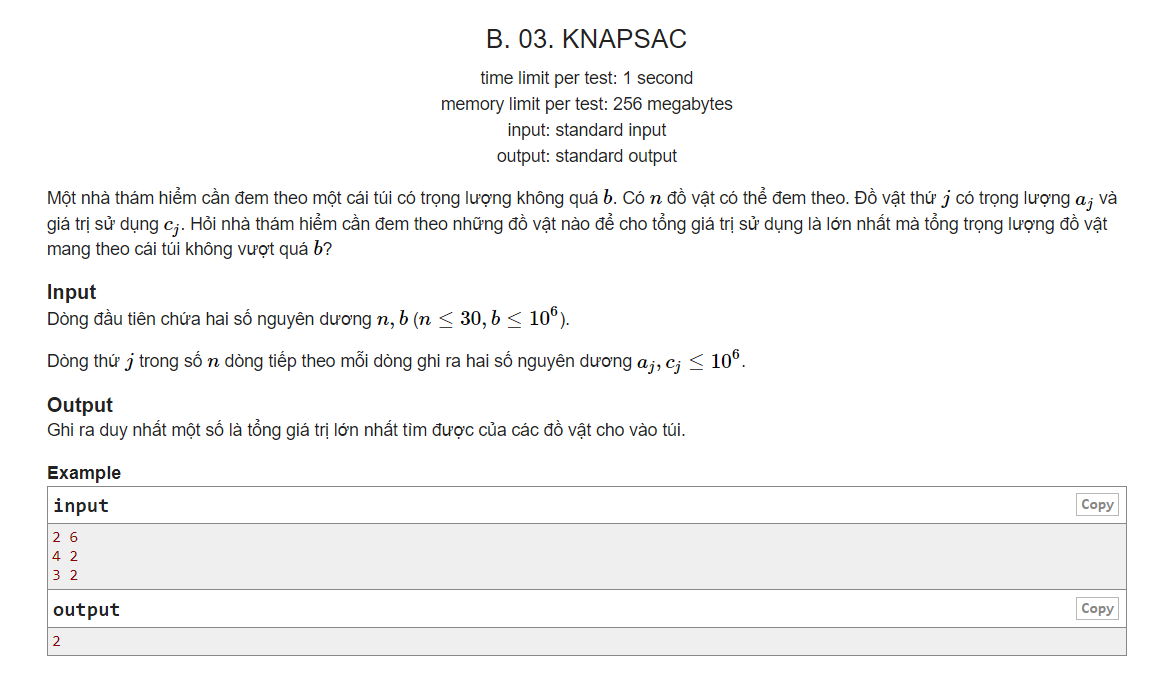 B. 03. KNAPSAC
time limit per test: 1 second
memory limit per test: 256 megabytes
input: standard input
output: standard output
Một nhà thám hiểm cần đem theo một cái túi có trọng lượng không quá b. Có n đồ vật có thể đem theo. Đồ vật thứ j có trọng lượng a_j và
giá trị sử dụng c_j. Hỏi nhà thám hiểm cần đem theo những đồ vật nào để cho tổng giá trị sử dụng là lớn nhất mà tổng trọng lượng đồ vật
mang theo cái túi không vượt quá b?
Input
Dòng đầu tiên chứa hai số nguyên dương n, b (n ≤ 30, b ≤ 10^6).
Dòng thứ j trong số n dòng tiếp theo mỗi dòng ghi ra hai số nguyên dương a_j, c_j ≤ 10^6.
Output
Ghi ra duy nhất một số là tổng giá trị lớn nhất tìm được của các đồ vật cho vào túi.
Example
input Copy
2 6
4 2
3 2
output Copy
2